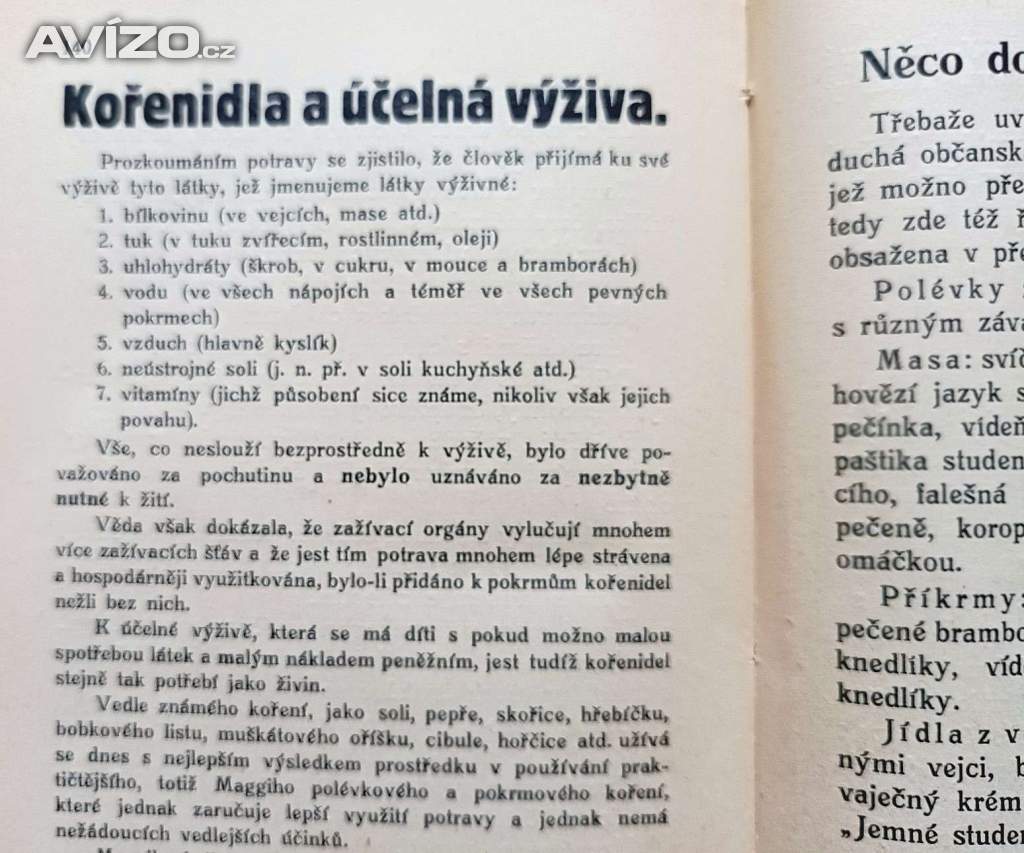 AVÍZO.cz
140
Kořenidla a účelná výživa.
Prozkoumáním potravy se zjistilo, že člověk přijímá ku své
výživě tyto látky, jež jmenujeme látky výživné:
1. bílkovinu (ve vejcích, mase atd.)
2. tuk (v tuku zvířecím, rostlinném, oleji)
3. uhlohydráty (škrob, v cukru, v mouce a bramborách)
4. vodu (ve všech nápojích a téměř ve všech pevných
pokrmech)
5. vzduch (hlavně kyslík)
6. neústrojné soli (j. n. př. v soli kuchyňské atd.)
7. vitamíny (jichž působení sice známe, nikoliv však jejich
povahu).
Vše, co neslouží bezprostředně k výživě, bylo dříve po-
važováno za pochutinu a nebylo uznáváno za nezbytně
nutné k žití.
Věda však dokázala, že zažívací orgány vylučují mnohem
více zažívacích šťáv a že jest tím potrava mnohem lépe strávena
a hospodárněji využitkována, bylo-li přidáno k pokrmům kořenidel
nežli bez nich.
K účelné výživě, která se má díti s pokud možno malou
spotřebou látek a malým nákladem peněžním, jest tudíž kořenidel
stejně tak potřebí jako živin.
Vedle známého koření, jako soli, pepře, skořice, hřebíčku,
bobkového listu, muškátového oříšku, cibule, hořčice atd. užívá
se dnes s nejlepším výsledkem prostředku v používání prak-
tičtějšího, totiž Maggiho polévkového a pokrmového koření,
které jednak zaručuje lepší využití potravy a jednak nemá
nežádoucích vedlejších účinků.
Něco do
Třebaže uv
duchá občansk
jež možno pře
tedy zde též ř
obsažena v pře
Polévky
s různým záva
Masa: svíč
hovězí jazyk s
pečínka, vídeň
paštika studen
cího, falešná
pečeně, korop
omáčkou.
Příkrmy:
pečené brambo
knedlíky, víd
knedlíky.
Jídla z v
nými vejci, b
vaječný krém
„Jemné studen